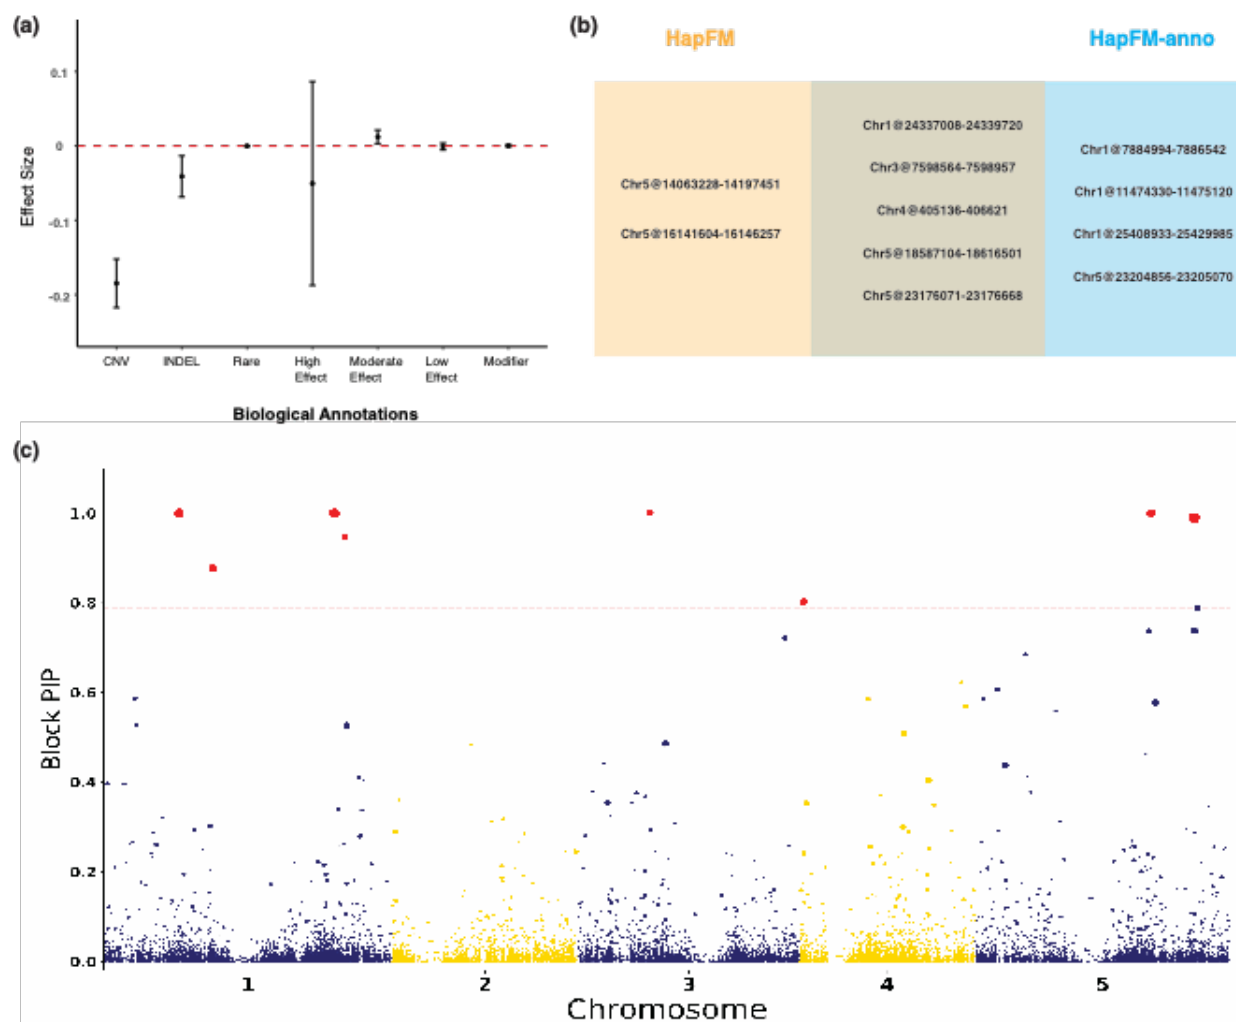 (a)
0.1
0
-0.1
-0.2
Effect Size
CNV
INDEL
Rare
High Effect
Moderate Effect
Low Effect
Modifier
Biological Annotations
(b)
HapFM
HapFM-anno
Chr5@14063228-14197451
Chr5@16141604-16146257
Chr1@24337008-24339720
Chr3@7598564-7598957
Chr4@405136-406621
Chr5@18587104-18616501
Chr5@23176071-23176668
Chr1@7884994-7886542
Chr1@11474330-11475120
Chr1@25408933-25429985
Chr5@23204856-23205070
(c)
1.0
0.8
0.6
0.4
0.2
0.0
Block PIP
1
2
3
4
5
Chromosome